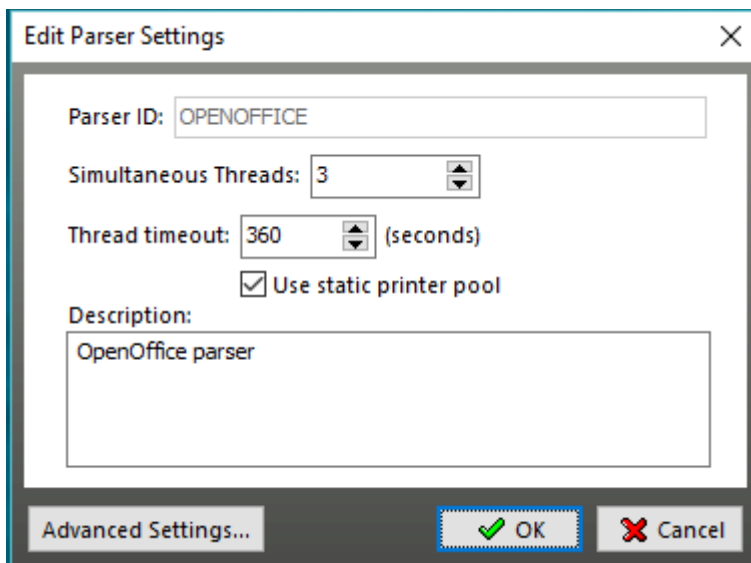 Edit Parser Settings
Parser ID: OPENOFFICE
Simultaneous Threads: 3
Thread timeout: 360 (seconds)
Use static printer pool
Description:
OpenOffice parser
Advanced Settings... OK Cancel